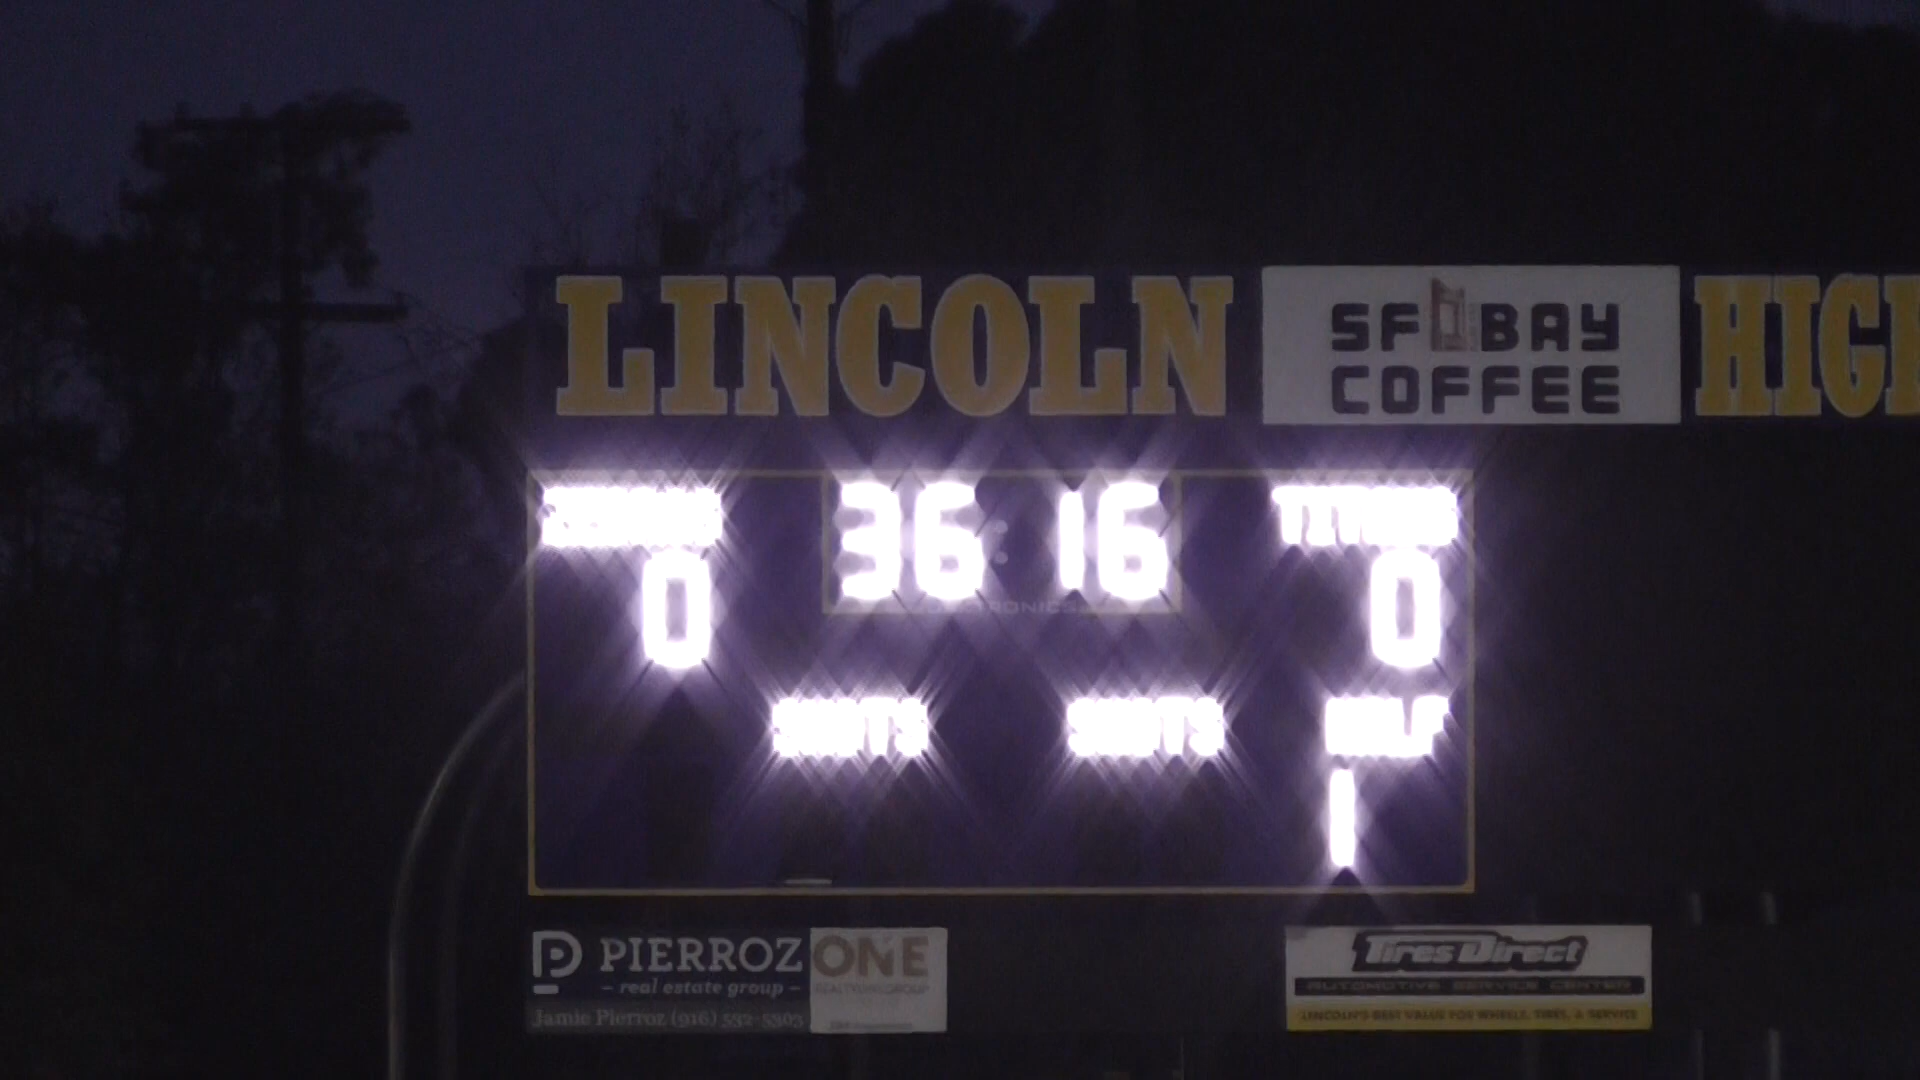 LINCOLN
SF BAY
COFFEE
HIG
36:16
TITANS
0
0
SHOTS
SHOTS
HALF
1
PIERROZ
– real estate group –
Jamie Pierroz (916) 532-5303
ONE
Tires Direct
AUTOMOTIVE SERVICE CENTER
LINCOLN'S BEST VALUE FOR WHEELS, TIRES, & SERVICE